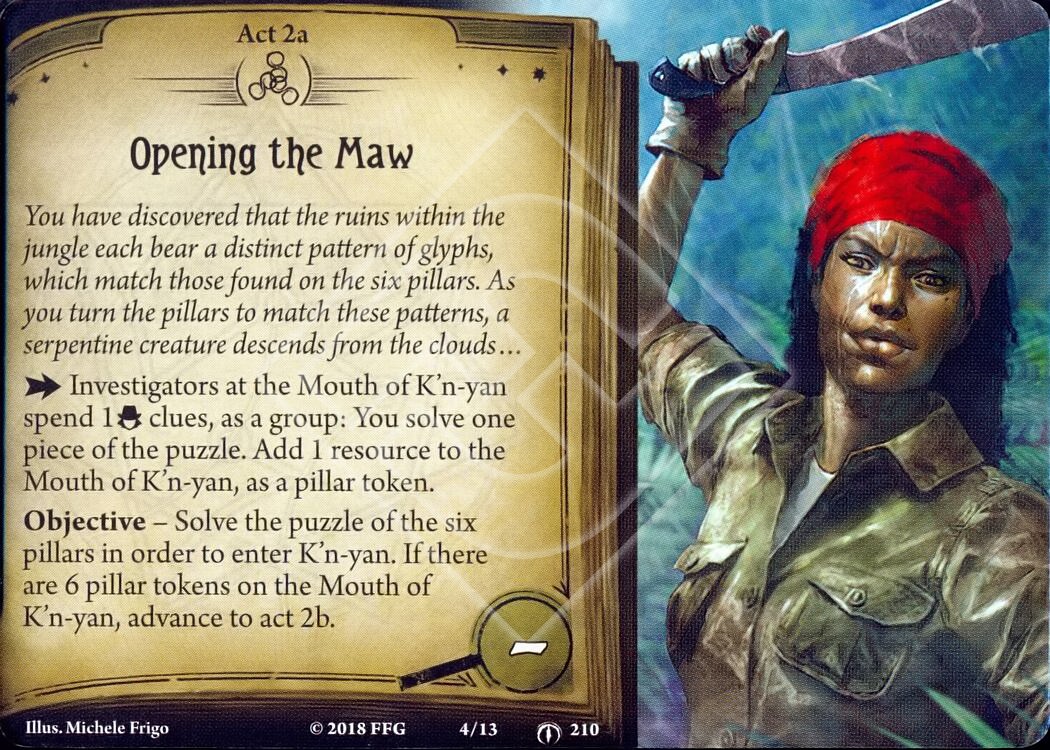 Act 2a
Opening the Maw
You have discovered that the ruins within the
jungle each bear a distinct pattern of glyphs,
which match those found on the six pillars. As
you turn the pillars to match these patterns, a
serpentine creature descends from the clouds…
Investigators at the Mouth of K’n-yan
spend 1 clues, as a group: You solve one
piece of the puzzle. Add 1 resource to the
Mouth of K’n-yan, as a pillar token.
Objective – Solve the puzzle of the six
pillars in order to enter K’n-yan. If there
are 6 pillar tokens on the Mouth of
K’n-yan, advance to act 2b.
–
Illus. Michele Frigo © 2018 FFG 4/13 210